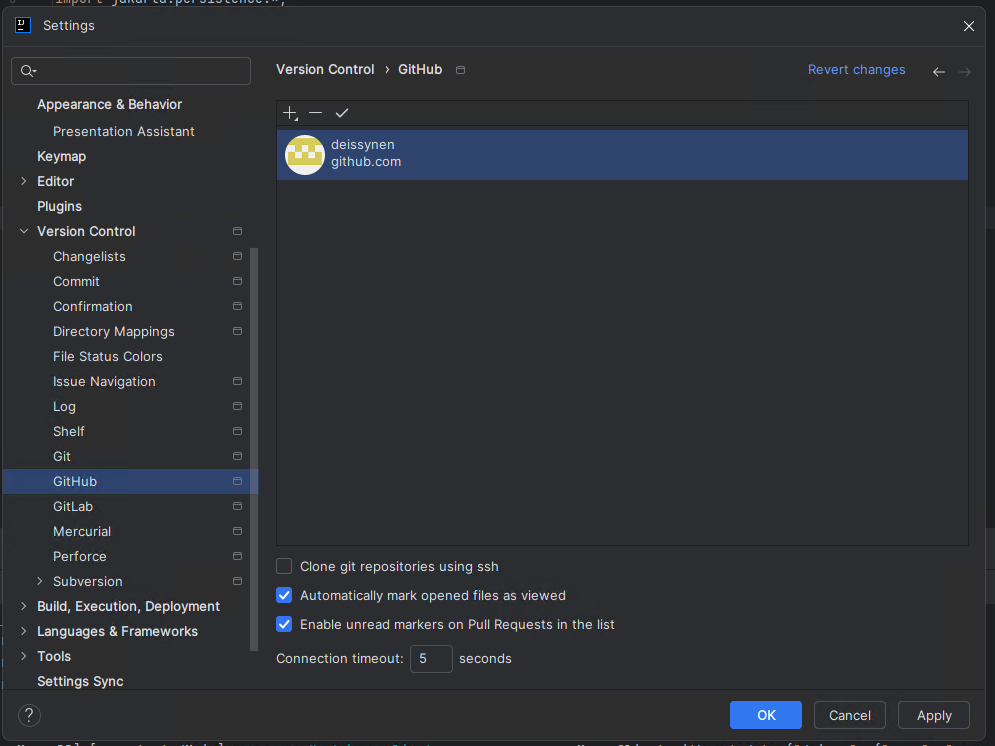 import jakarta.persistence.*;
Settings
Version Control › GitHub
Revert changes
Appearance & Behavior
Presentation Assistant
Keymap
Editor
Plugins
Version Control
Changelists
Commit
Confirmation
Directory Mappings
File Status Colors
Issue Navigation
Log
Shelf
Git
GitHub
GitLab
Mercurial
Perforce
Subversion
Build, Execution, Deployment
Languages & Frameworks
Tools
Settings Sync
deissynen
github.com
Clone git repositories using ssh
Automatically mark opened files as viewed
Enable unread markers on Pull Requests in the list
Connection timeout: 5 seconds
?
OK
Cancel
Apply